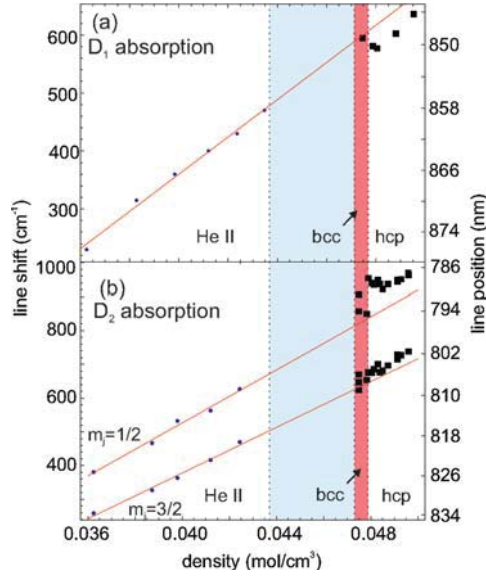 (a)
D₁ absorption
600
500
400
300
line shift (cm⁻¹)
He II
bcc
hcp
850
858
866
874
line position (nm)
(b)
D₂ absorption
1000
800
600
400
mⱼ=1/2
mⱼ=3/2
He II
bcc
hcp
786
794
802
810
818
826
834
0.036
0.040
0.044
0.048
density (mol/cm³)